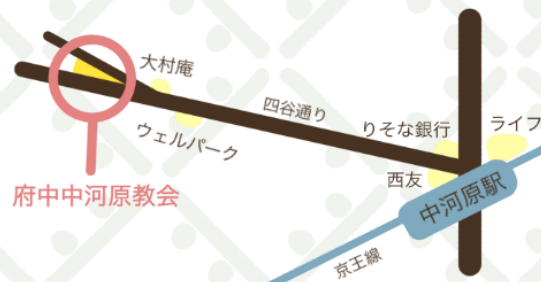 大村庵
四谷通り
りそな銀行
ライフ
ウェルパーク
西友
中河原駅
府中中河原教会
京王線